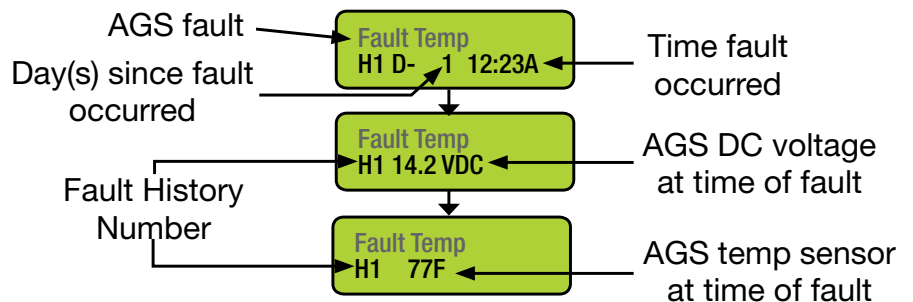 AGS fault
Fault Temp
H1 D- 1 12:23A
Time fault
occurred
Day(s) since fault
occurred
Fault Temp
H1 14.2 VDC
AGS DC voltage
at time of fault
Fault History
Number
Fault Temp
H1 77F
AGS temp sensor
at time of fault